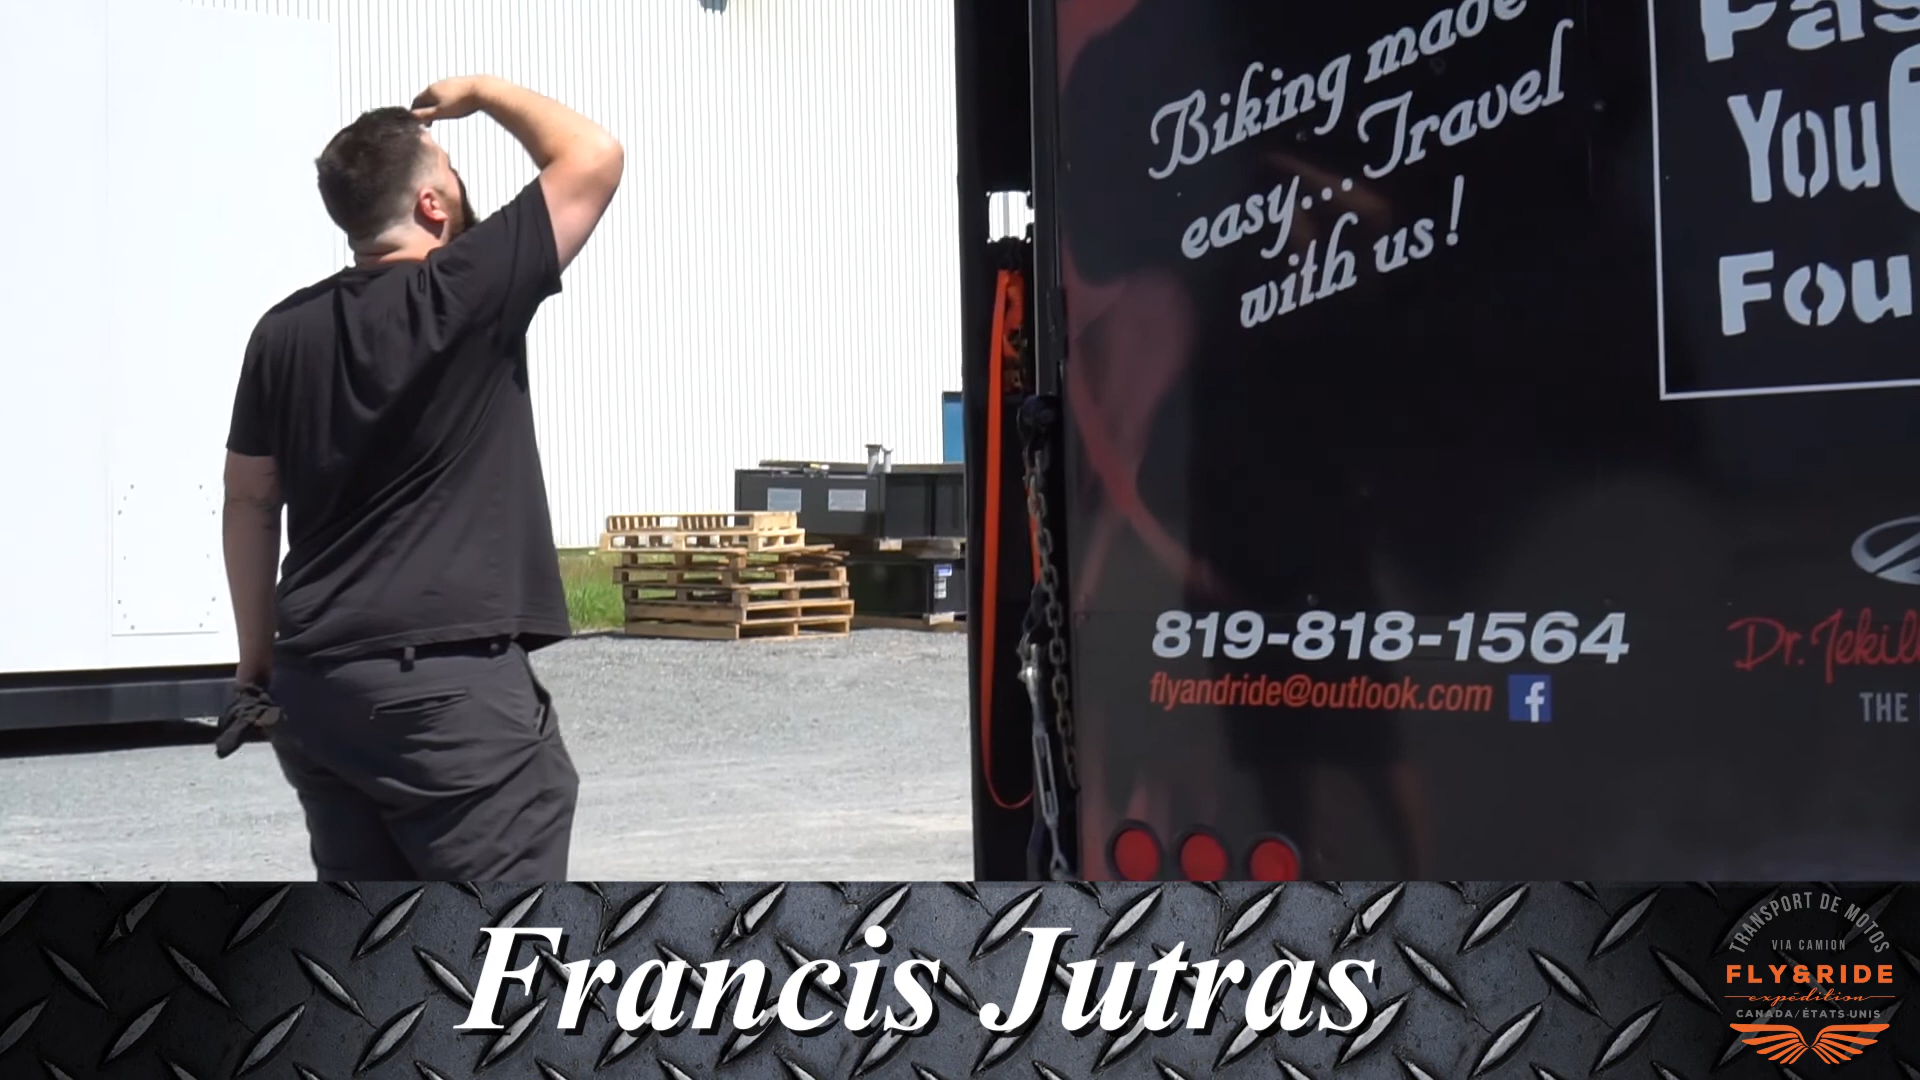 Biking made
easy... Travel
with us!
You
819-818-1564
flyandride@outlook.com
f
THE
Francis Jutras
TRANSPORT DE MOTOS
VIA CAMION
FLY&RIDE
expédition
CANADA/ÉTATS-UNIS